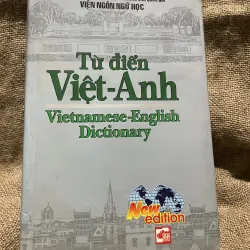 VIỆN NGÔN NGỮ HỌC
Từ điển
Việt-Anh
Vietnamese-English
Dictionary
New
edition